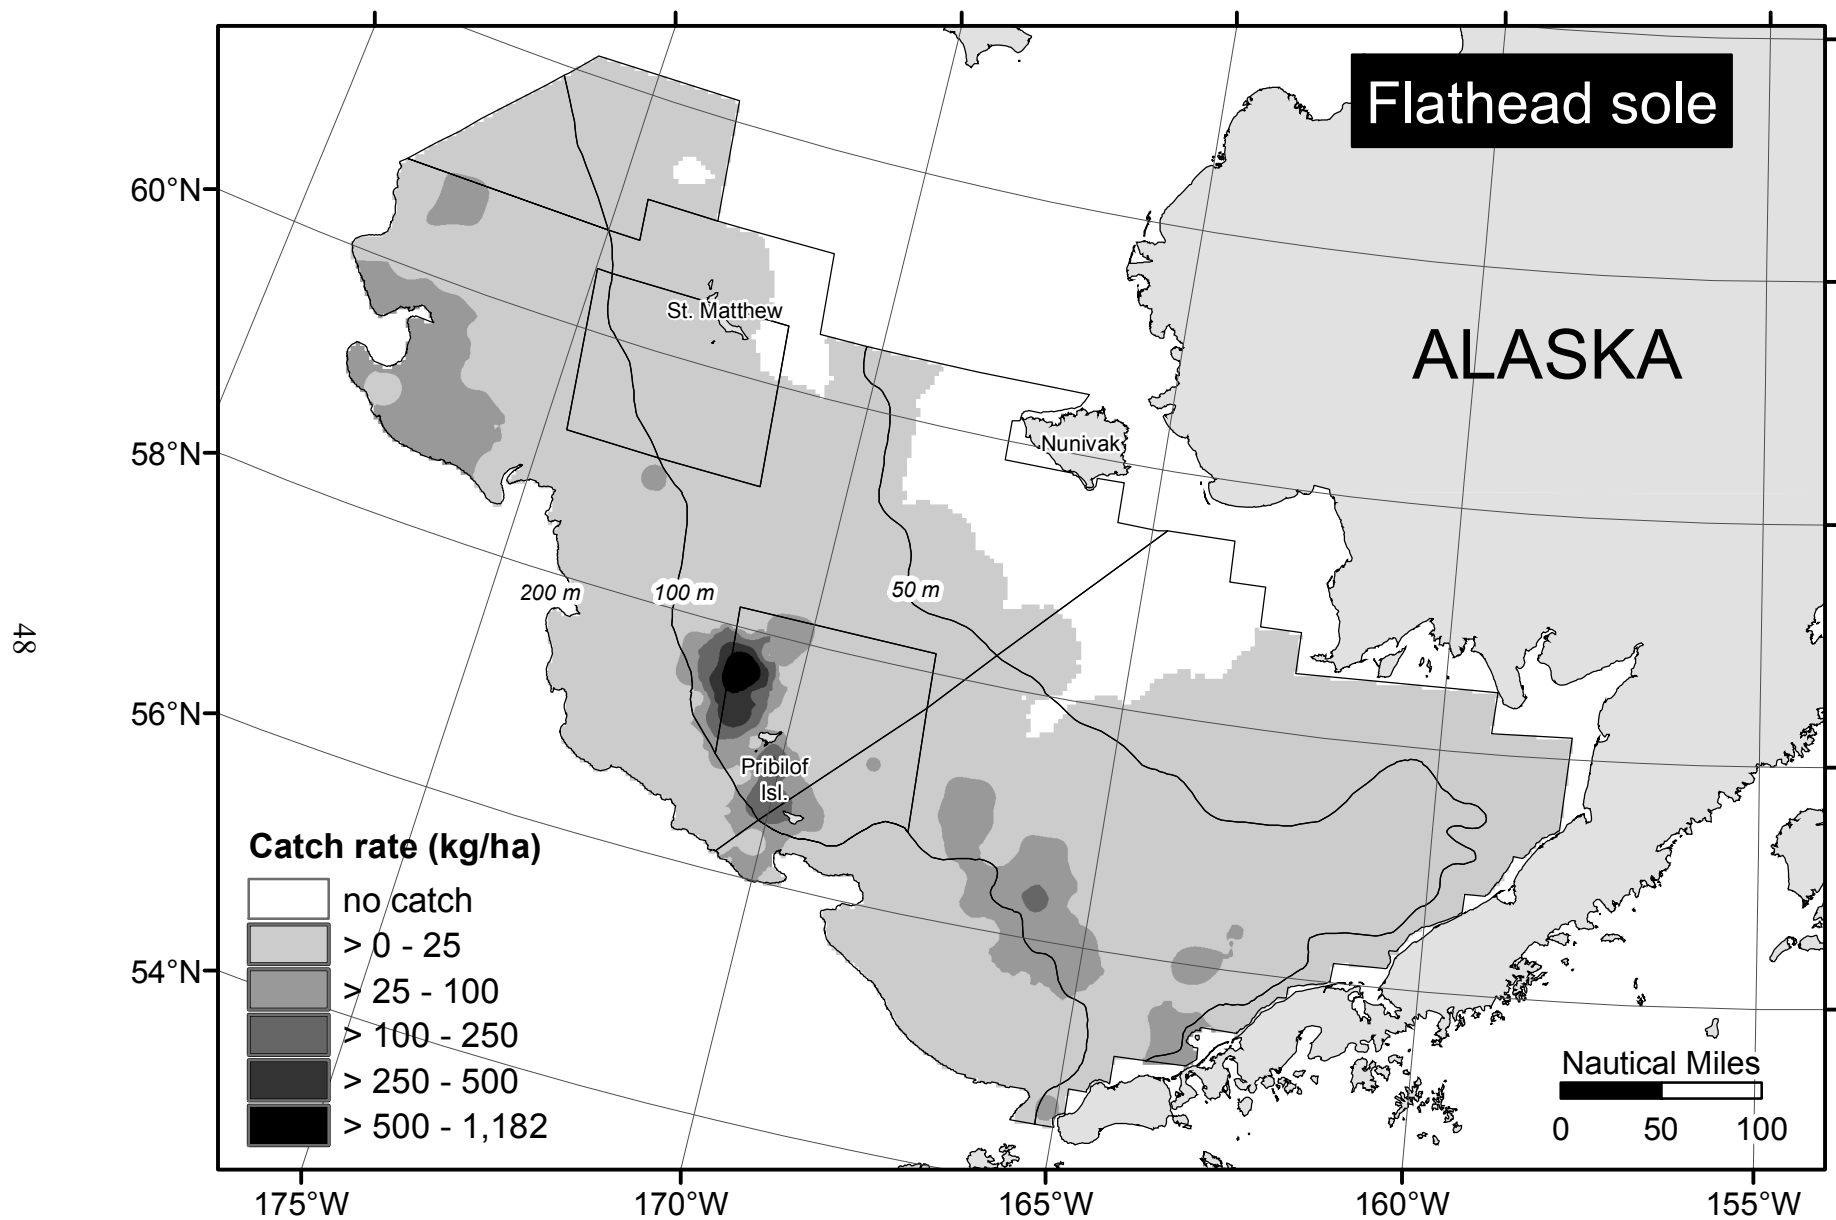 Flathead sole
60°N
58°N
56°N
54°N
ALASKA
St. Matthew
Nunivak
200 m
100 m
50 m
Pribilof
Isl.
48
Catch rate (kg/ha)
no catch
> 0 - 25
> 25 - 100
> 100 - 250
> 250 - 500
> 500 - 1,182
Nautical Miles
0 50 100
175°W 170°W 165°W 160°W 155°W